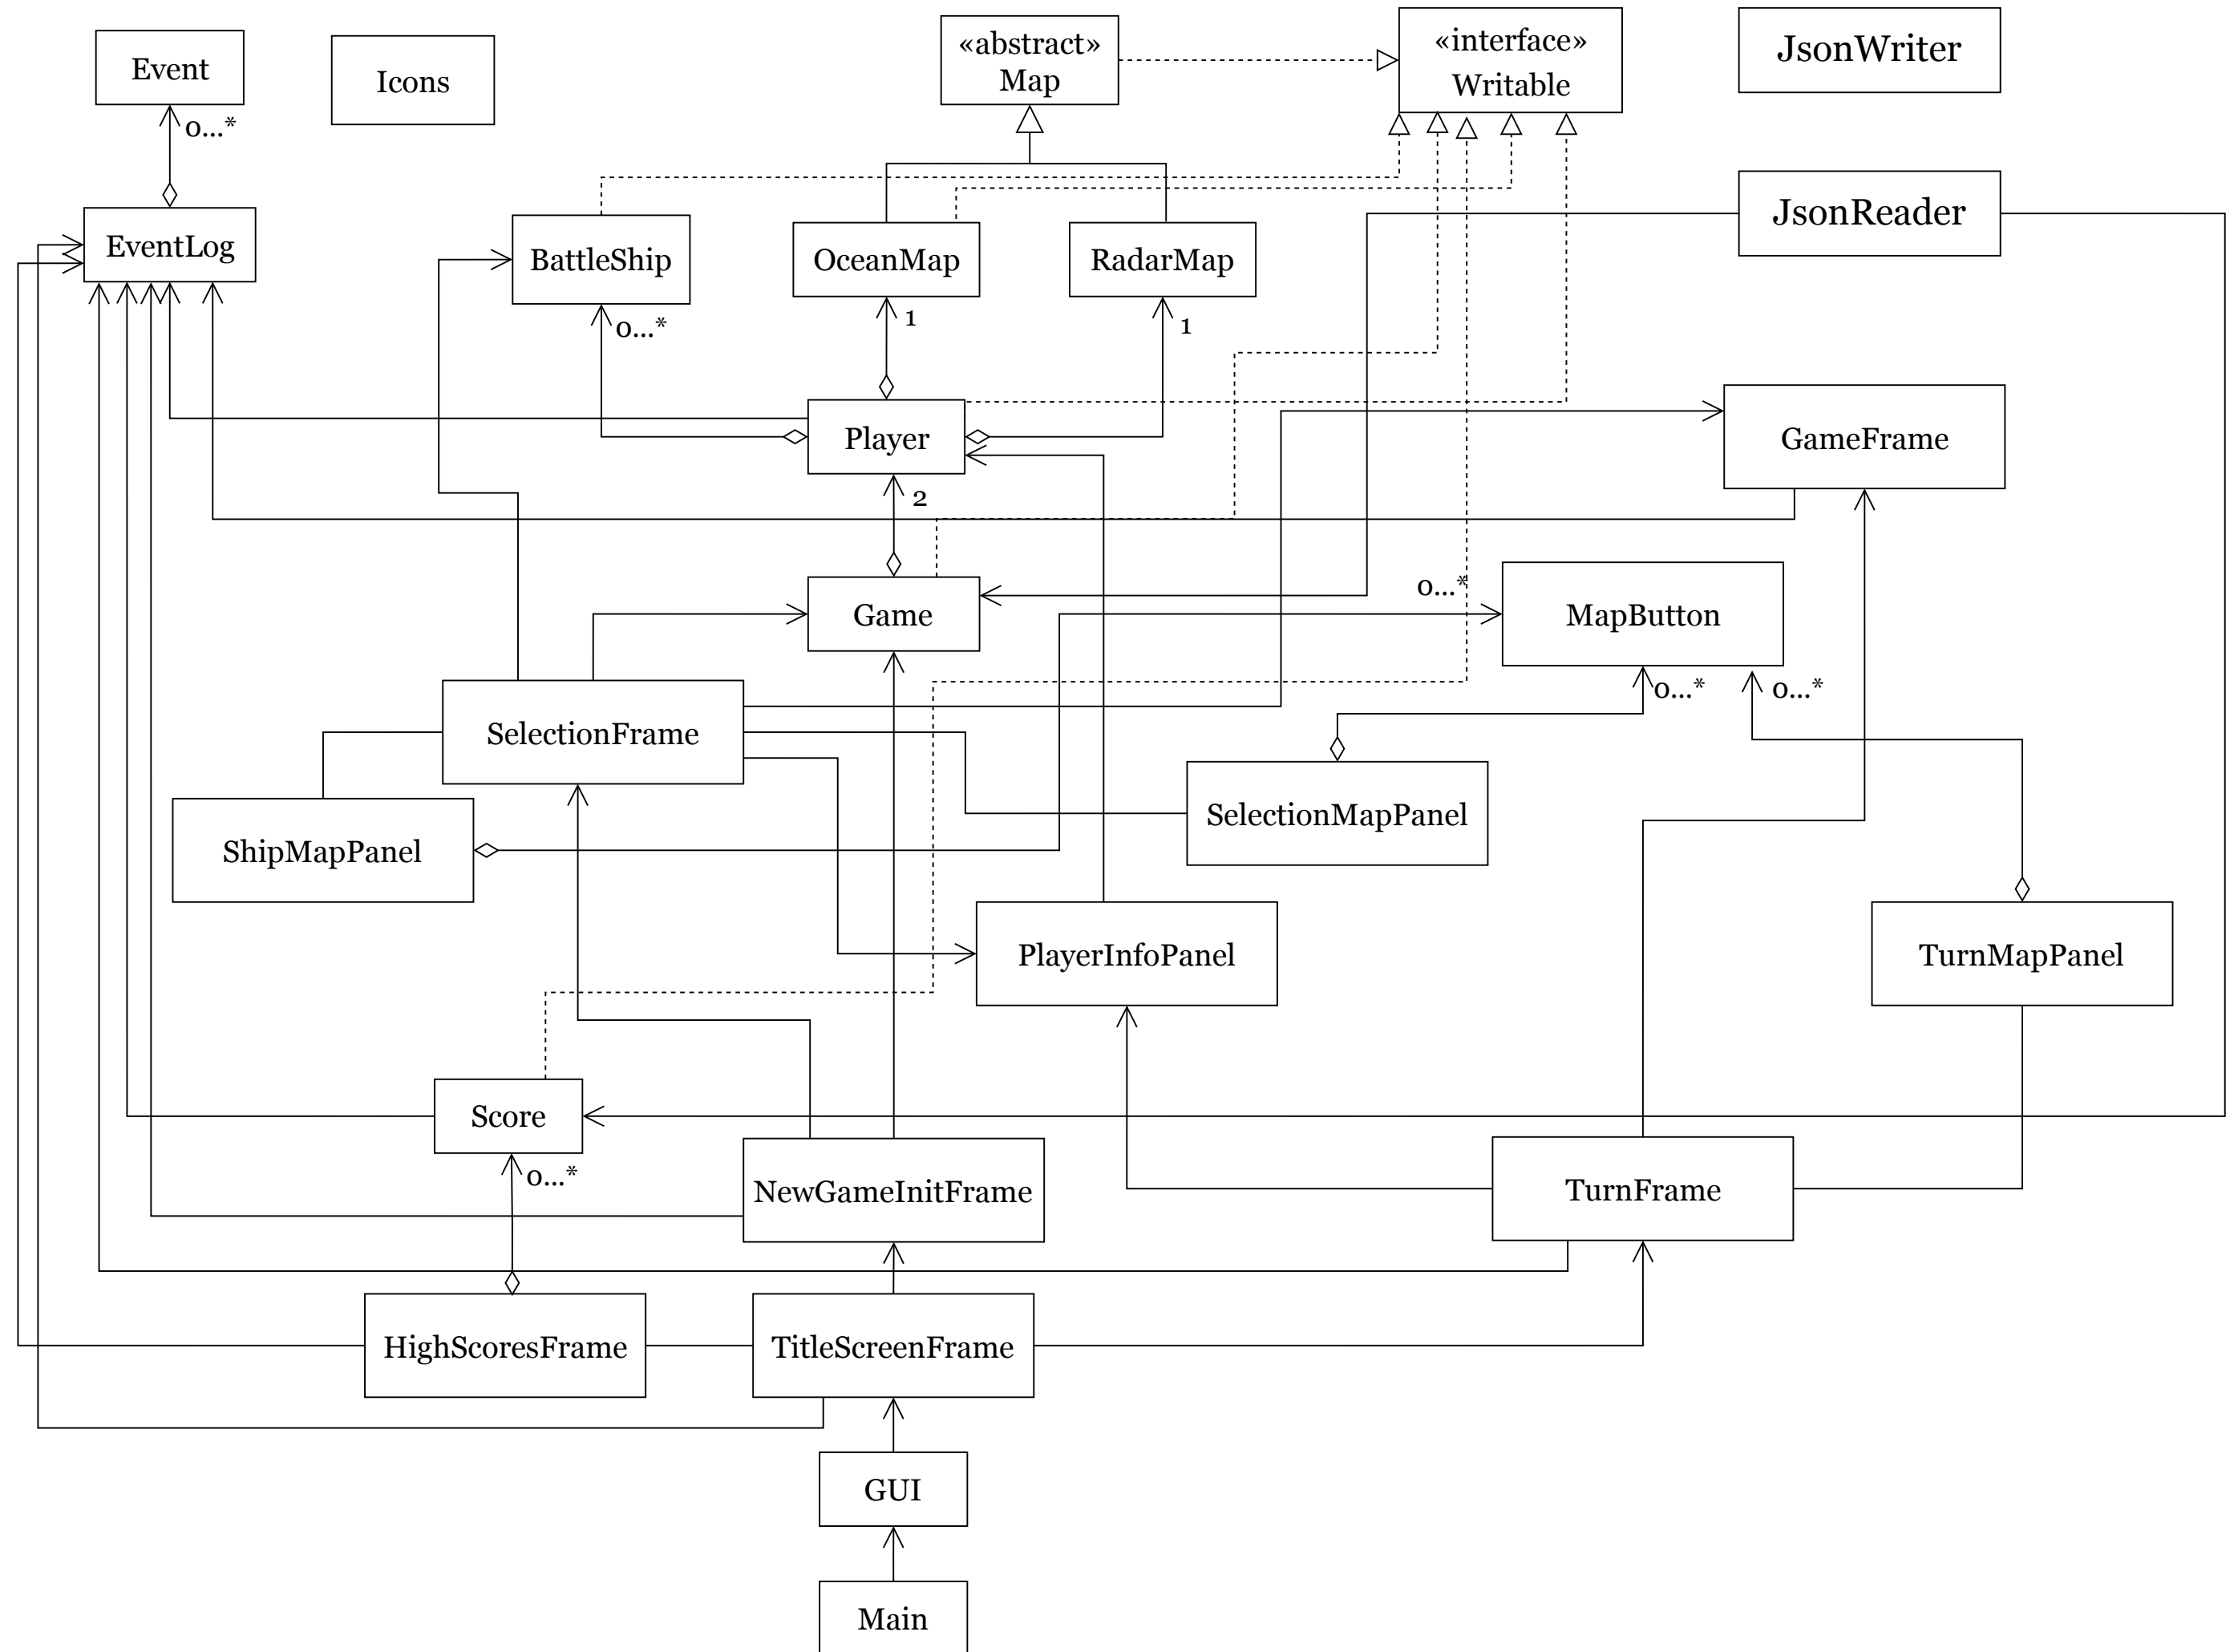 «abstract»
Map
«interface»
Writable
JsonWriter
Event
Icons
0...*
JsonReader
EventLog
BattleShip
OceanMap
RadarMap
0...*
1
1
Player
GameFrame
2
0...*
Game
MapButton
0...*
0...*
SelectionFrame
SelectionMapPanel
ShipMapPanel
PlayerInfoPanel
TurnMapPanel
Score
0...*
NewGameInitFrame
TurnFrame
HighScoresFrame
TitleScreenFrame
GUI
Main